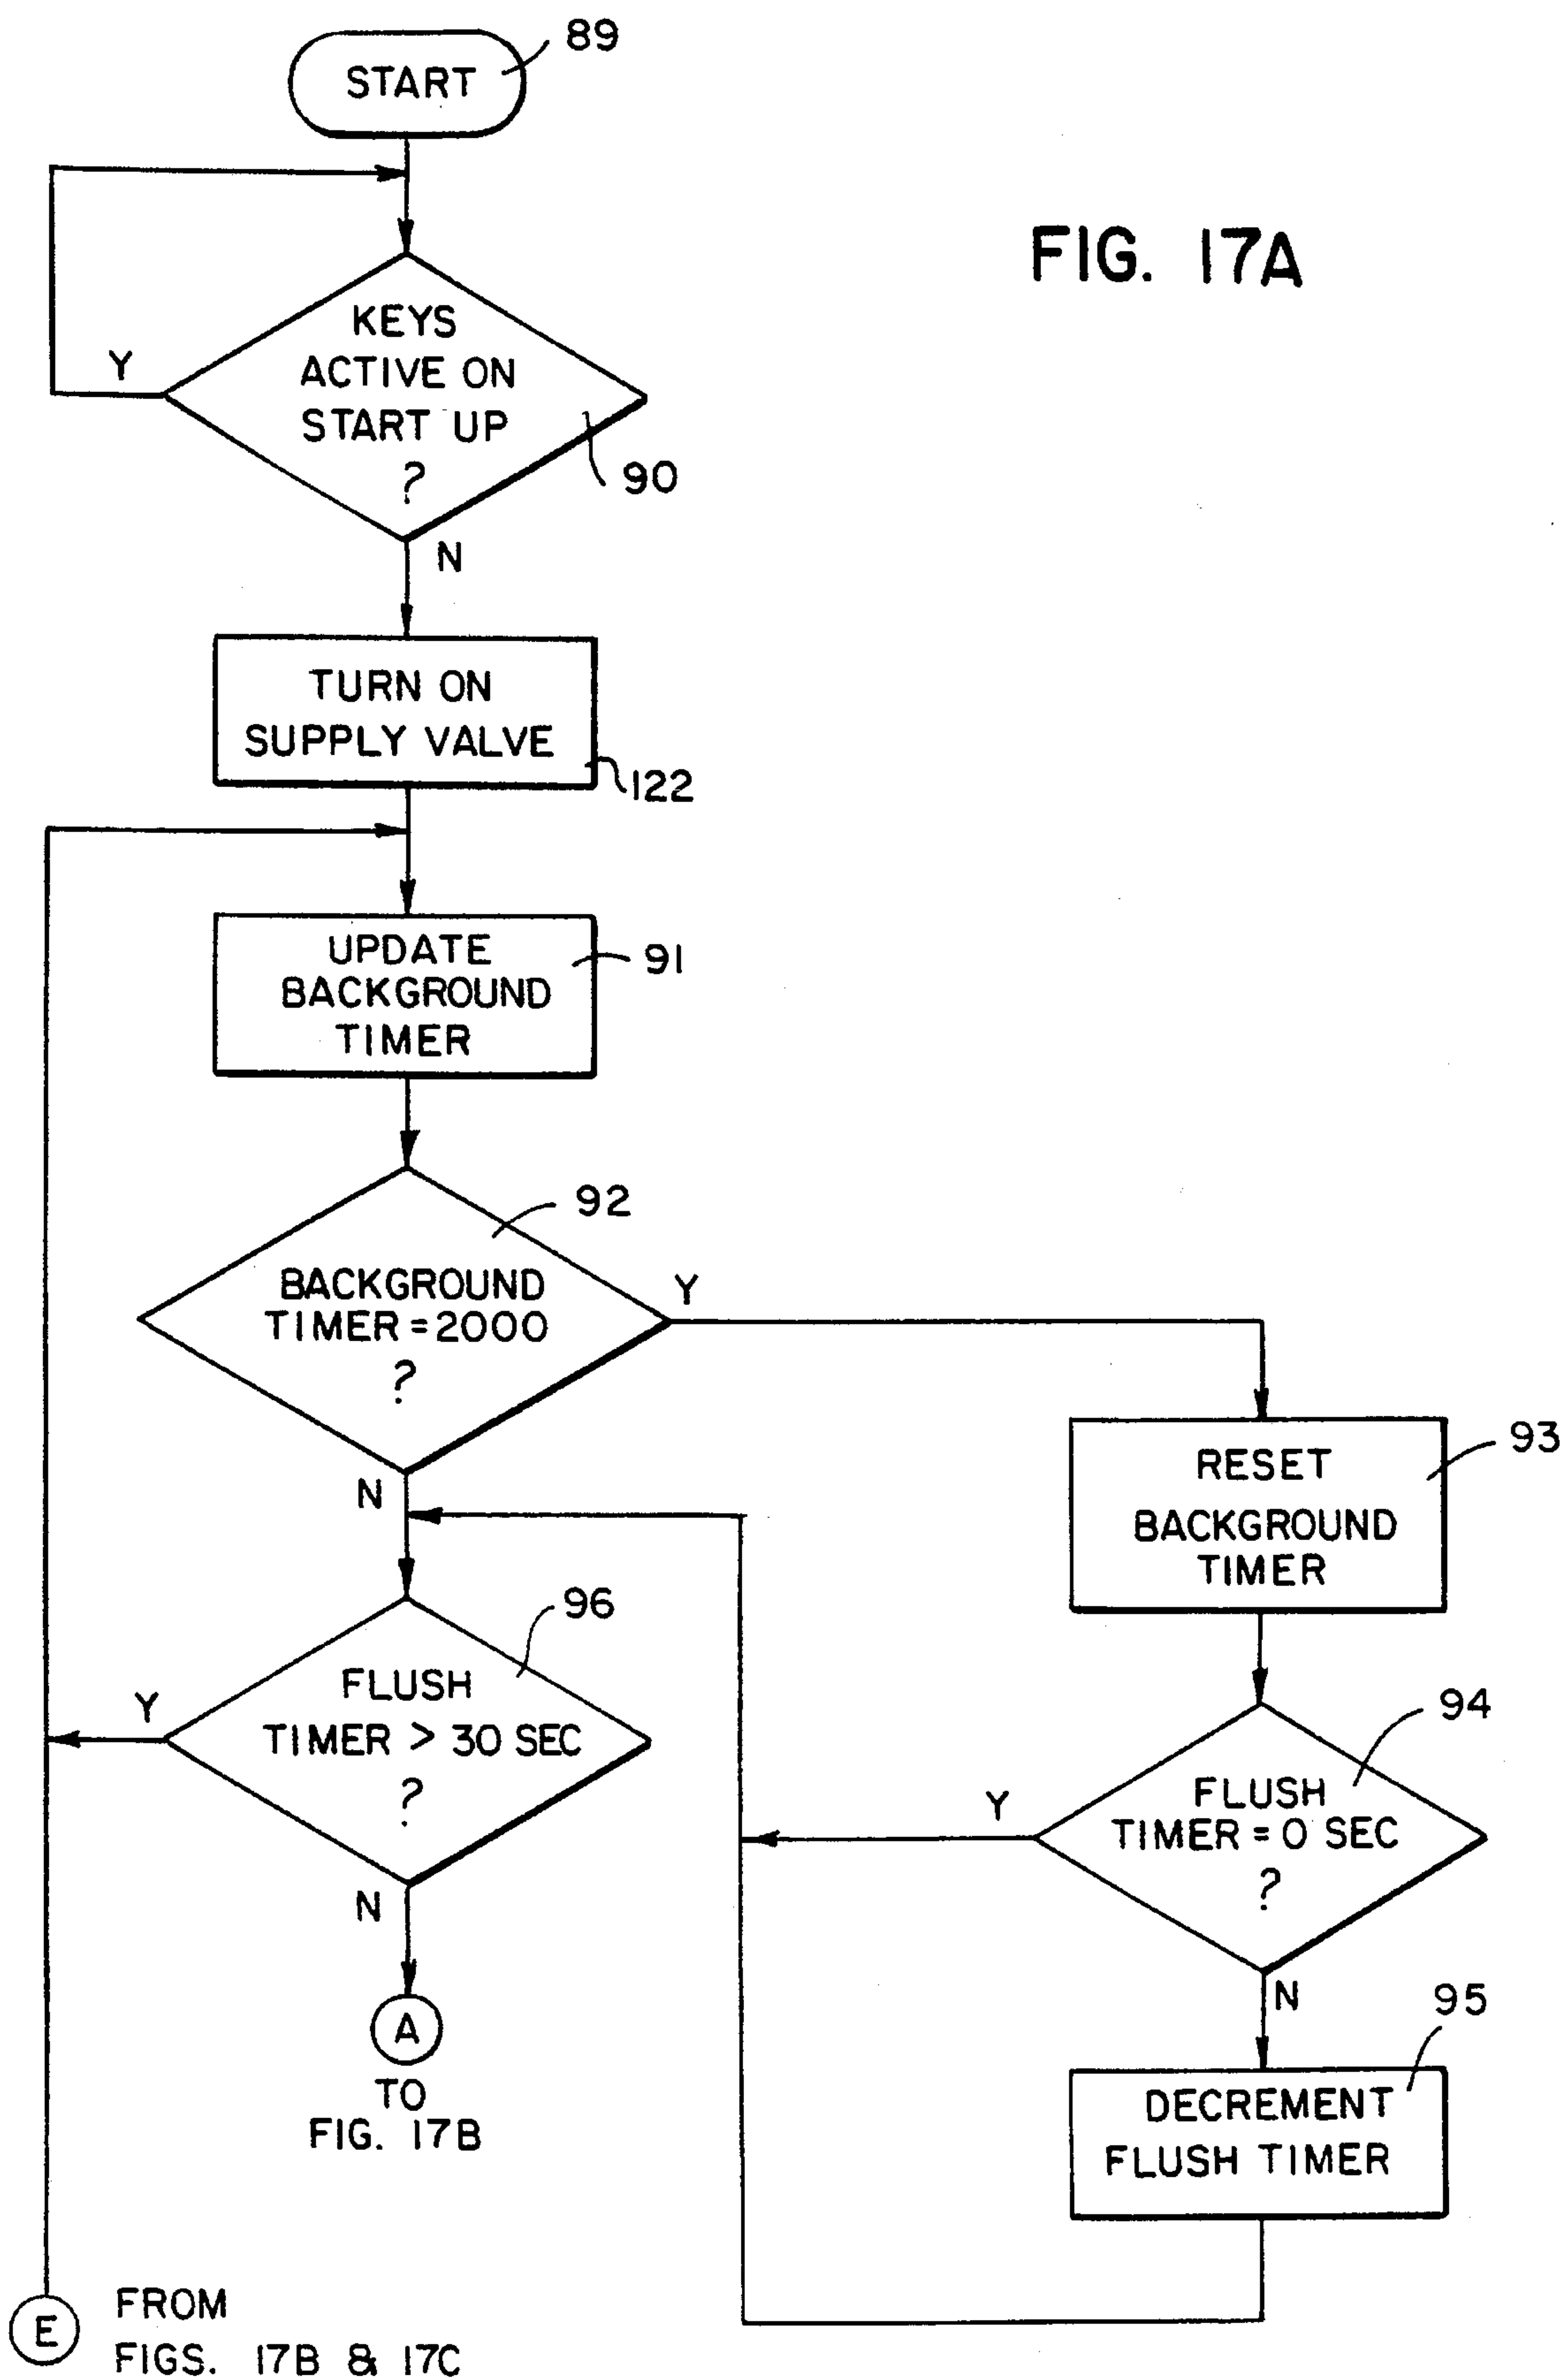 89
START
FIG. 17A
KEYS
ACTIVE ON
START UP
?
Y
90
N
TURN ON
SUPPLY VALVE
122
UPDATE
BACKGROUND
TIMER
91
92
BACKGROUND
TIMER = 2000
?
Y
N
93
RESET
BACKGROUND
TIMER
96
FLUSH
TIMER > 30 SEC
?
Y
N
94
FLUSH
TIMER = 0 SEC
?
Y
N
A
TO
FIG. 17B
95
DECREMENT
FLUSH TIMER
E
FROM
FIGS. 17B & 17C